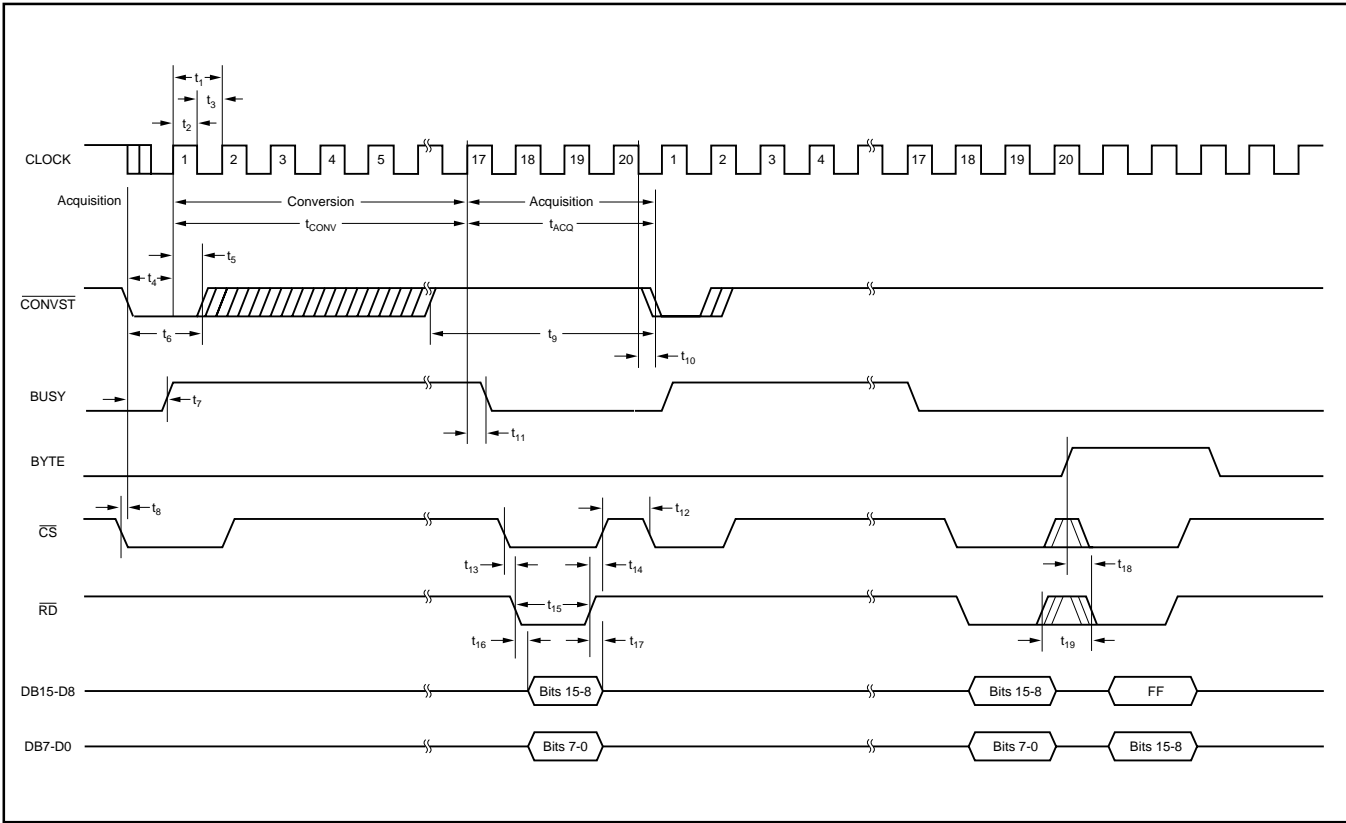 t1
t3
t2
CLOCK 1 2 3 4 5 17 18 19 20 1 2 3 4 17 18 19 20
Acquisition Conversion Acquisition
tCONV tACQ
t5
t4
CONVST
t6 t9
t10
BUSY
t7
t11
BYTE
t8 t12
CS
t13 t14 t18
RD
t15
t16 t17 t19
DB15-D8 Bits 15-8 Bits 15-8 FF
DB7-D0 Bits 7-0 Bits 7-0 Bits 15-8